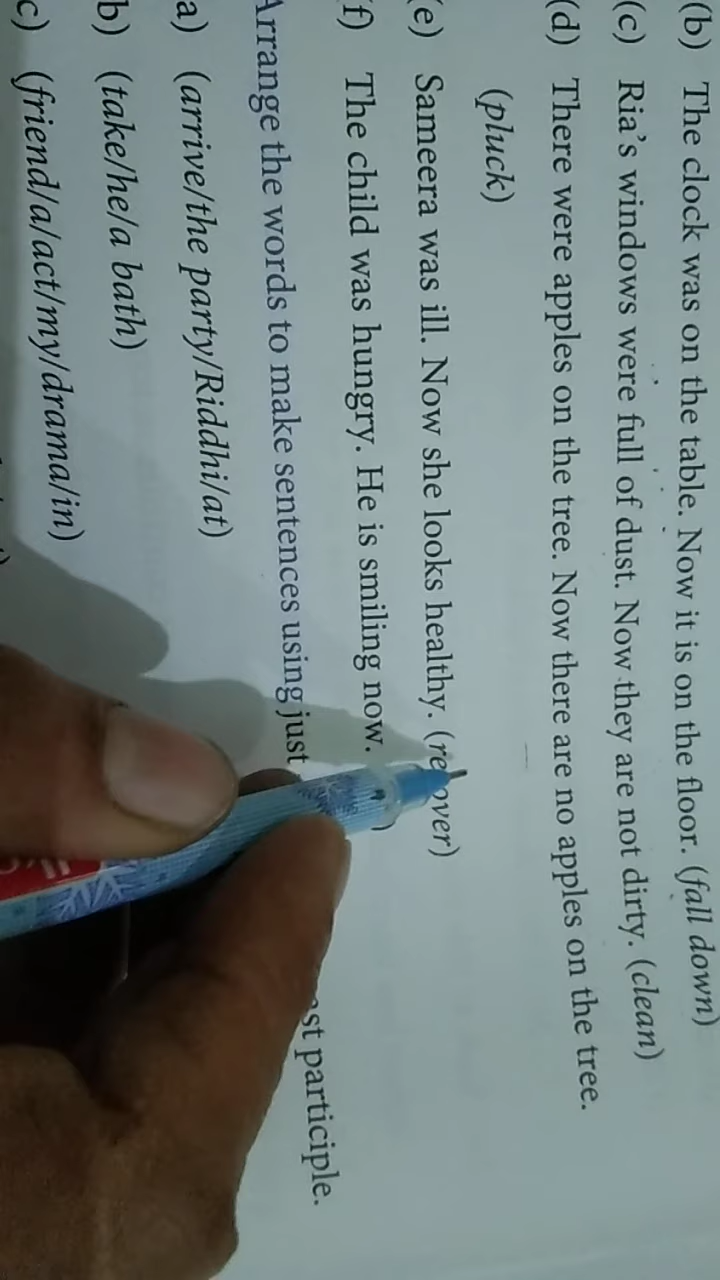 (b) The clock was on the table. Now it is on the floor. (fall down)
(c) Ria's windows were full of dust. Now they are not dirty. (clean)
(d) There were apples on the tree. Now there are no apples on the tree.
(pluck)
(e) Sameera was ill. Now she looks healthy. (recover)
f) The child was hungry. He is smiling now.
Arrange the words to make sentences using just participle.
a) (arrive/the party/Riddhi/at)
b) (take/he/a bath)
c) (friend/a/act/my/drama/in)